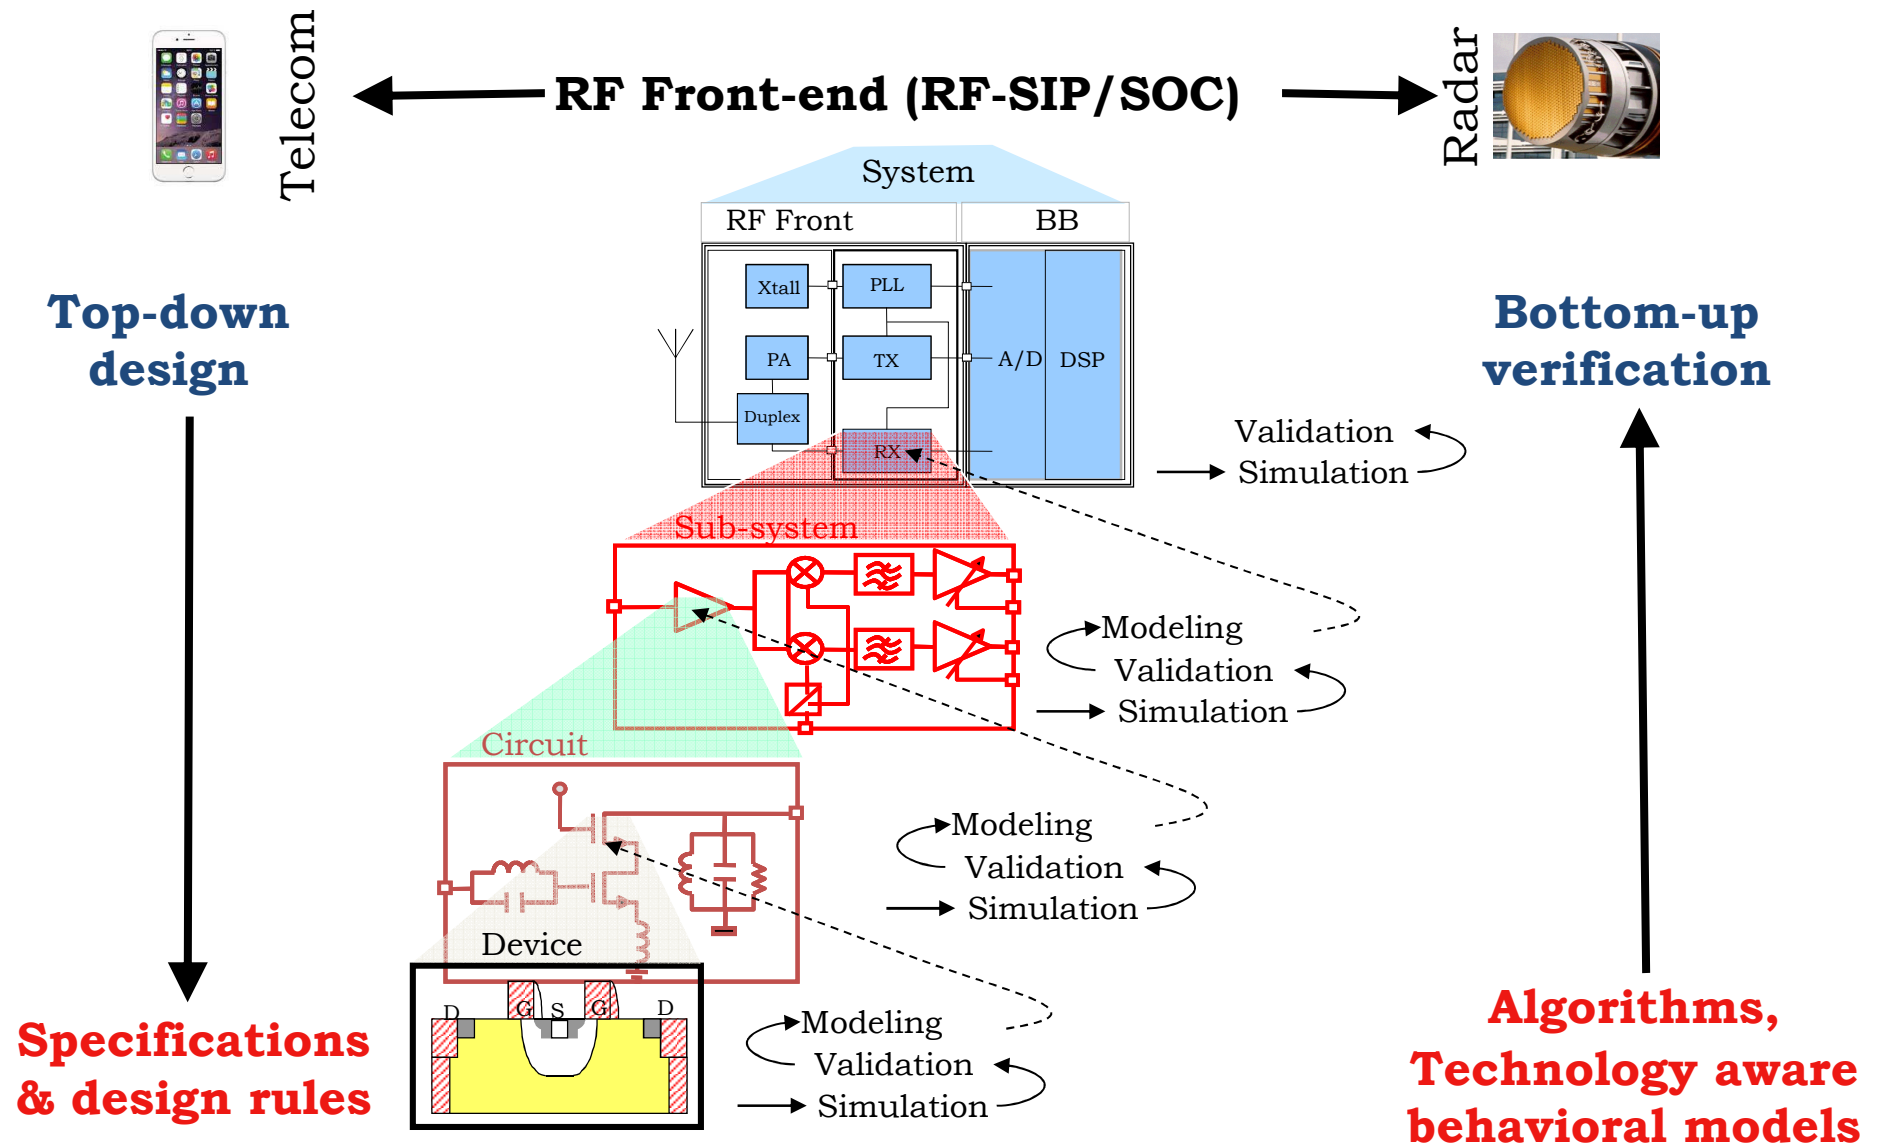 Telecom
RF Front-end (RF-SIP/SOC)
Radar
System
RF Front
BB
Xtall
PLL
PA
TX
A/D
DSP
Duplex
RX
Top-down
design
Bottom-up
verification
Validation
Simulation
Sub-system
Modeling
Validation
Simulation
Circuit
Modeling
Validation
Simulation
Device
D
G
S
G
D
Modeling
Validation
Simulation
Specifications
& design rules
Algorithms,
Technology aware
behavioral models